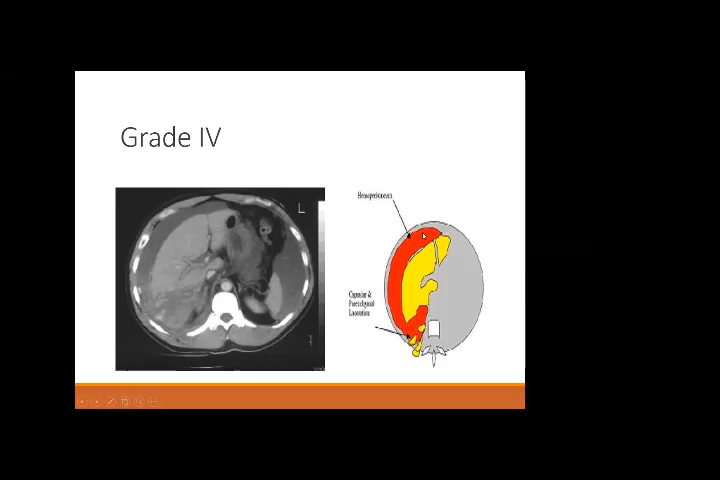 Grade IV
L
Hemoperitoneum
Capsular &
Parenchymal
Laceration